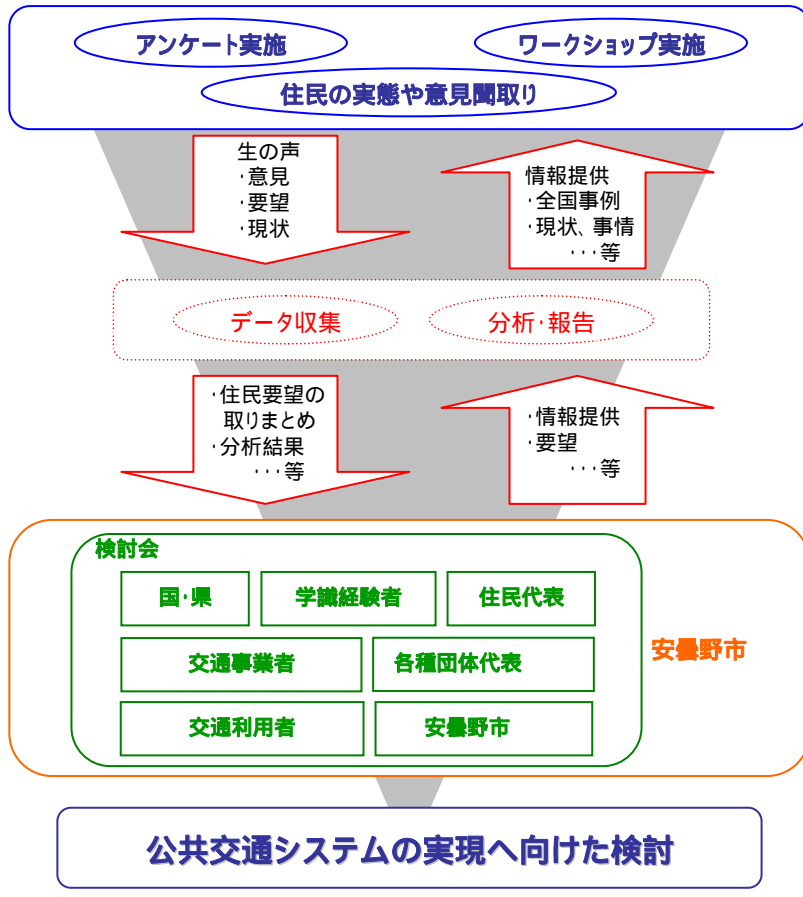 アンケート実施
ワークショップ実施
住民の実態や意見聞取り
生の声
・意見
・要望
・現状
情報提供
・全国事例
・現状、事情
・・・等
データ収集
分析・報告
・住民要望の
取りまとめ
・分析結果
・・・等
・情報提供
・要望
・・・等
検討会
国・県
学識経験者
住民代表
交通事業者
各種団体代表
安曇野市
交通利用者
安曇野市
公共交通システムの実現へ向けた検討